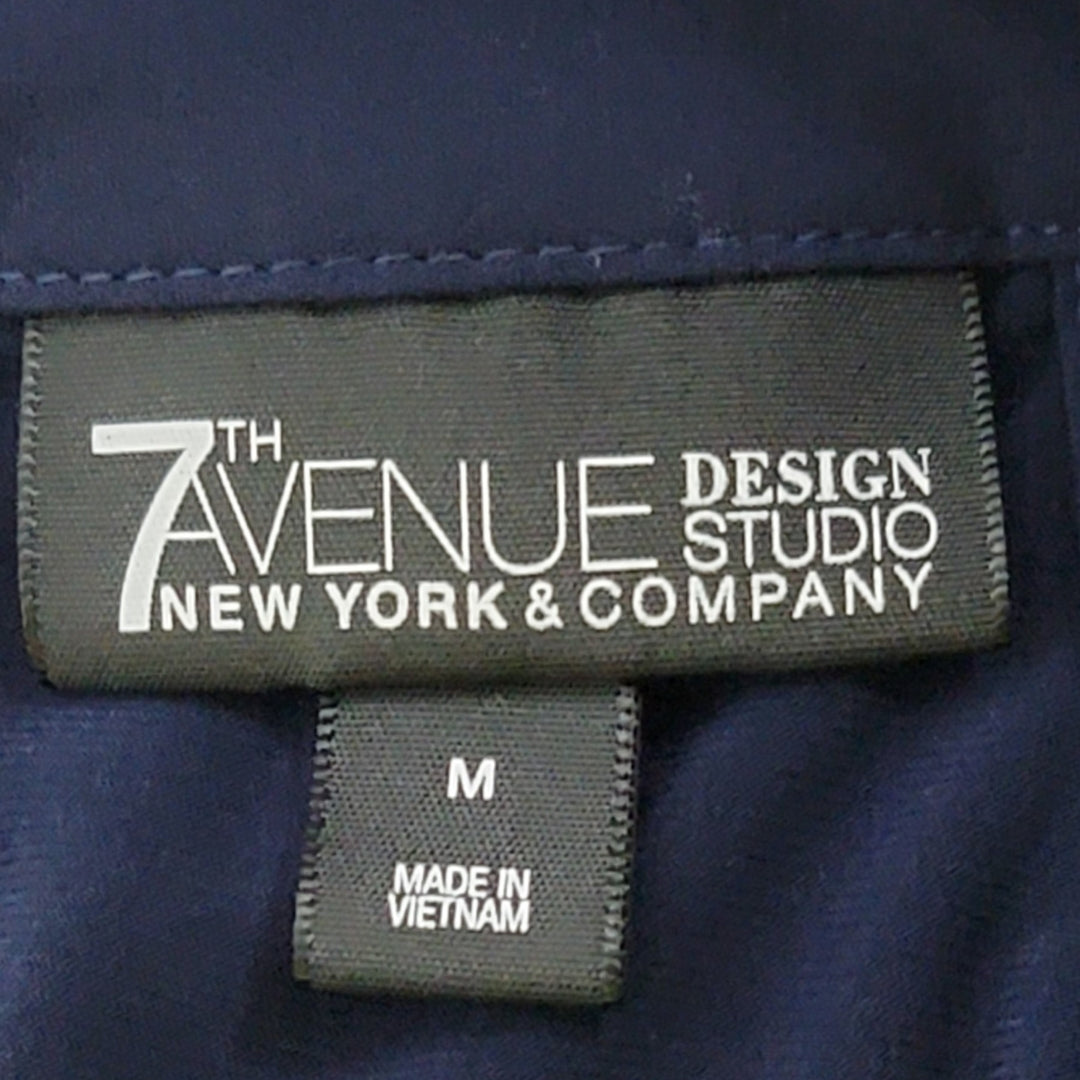 7TH AVENUE DESIGN
STUDIO
NEW YORK & COMPANY
M
MADE IN
VIETNAM